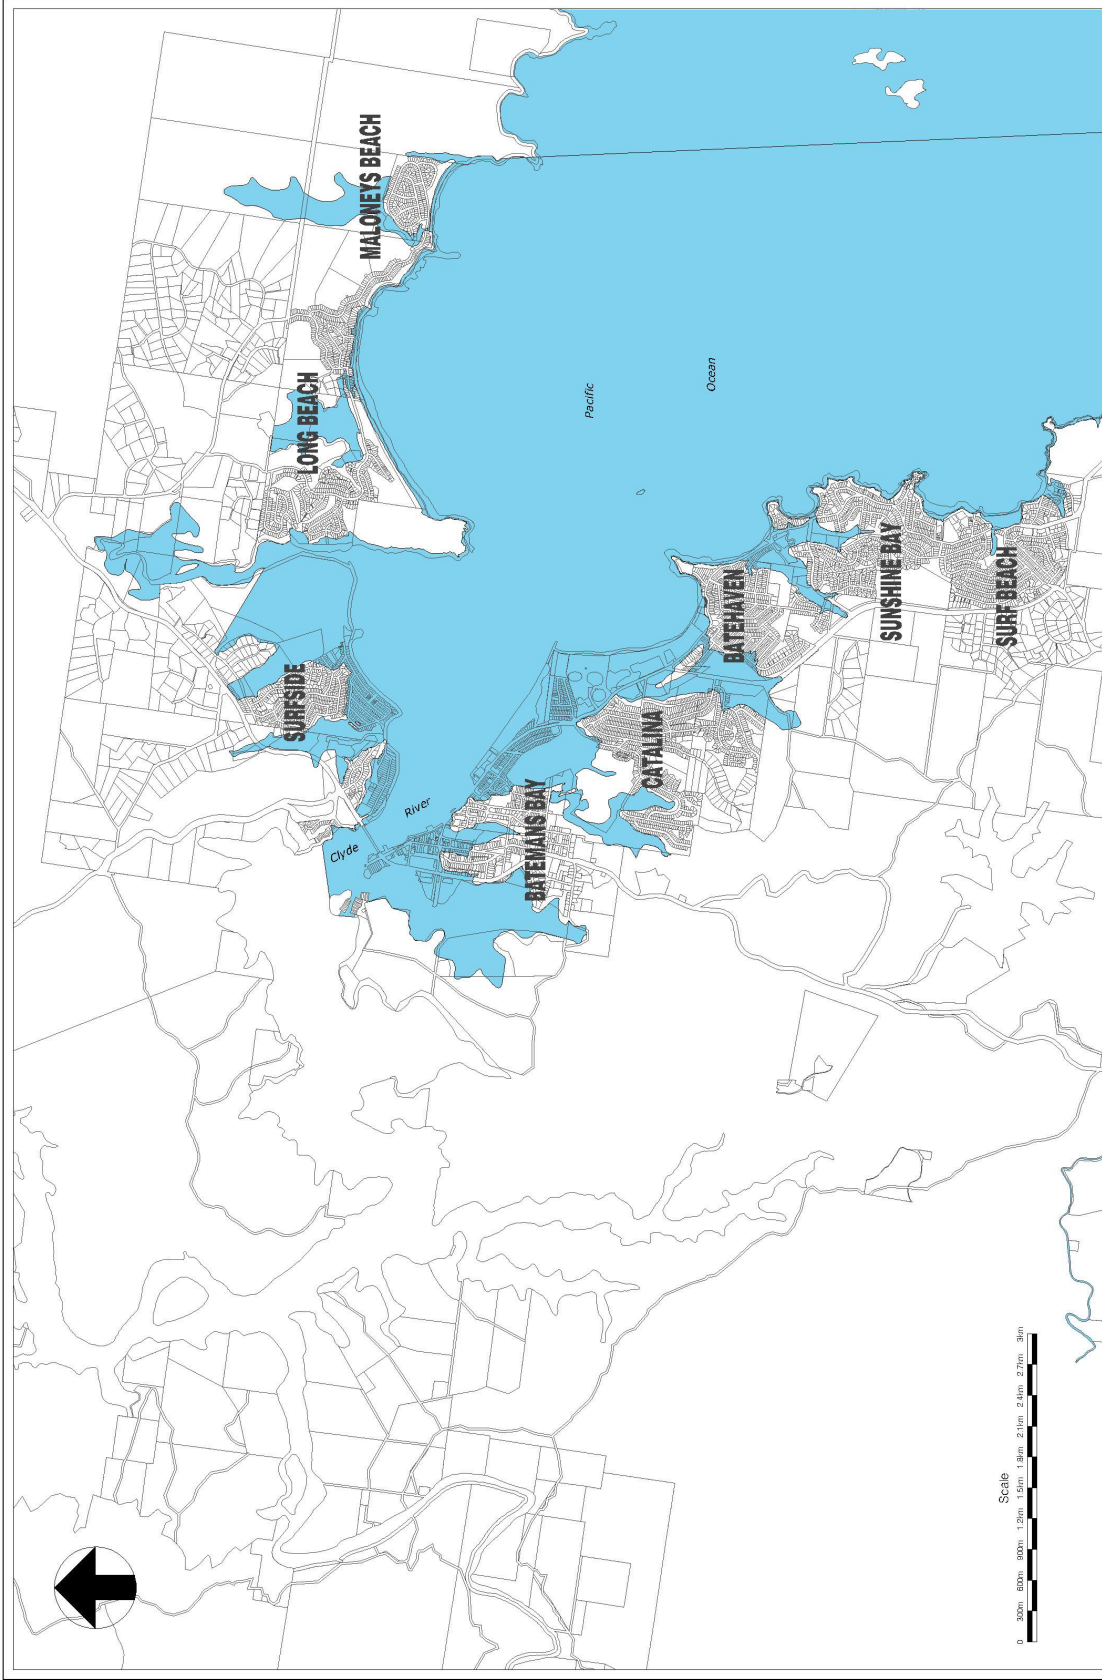 MALONEYS BEACH
LONG BEACH
SURFSIDE
Clyde
River
Pacific
Ocean
BATEMANS BAY
CATALINA
BATEHAVEN
SUNSHINE BAY
SURF BEACH
Scale
0 300m 600m 900m 1.2km 1.5km 1.8km 2.1km 2.4km 2.7km 3km